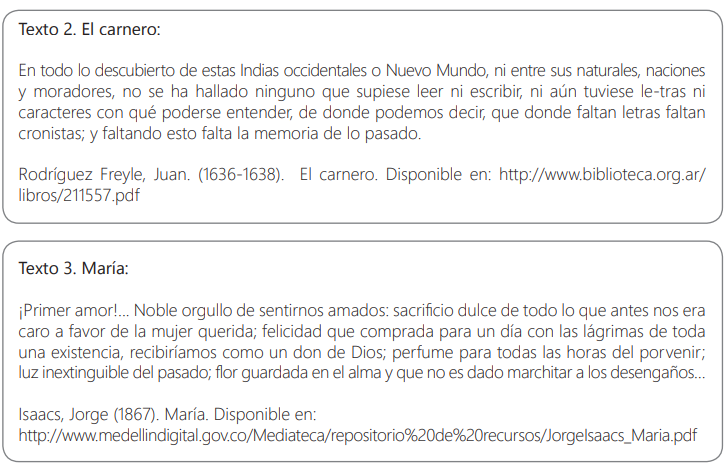 Texto 2. El carnero:
En todo lo descubierto de estas Indias occidentales o Nuevo Mundo, ni entre sus naturales, naciones
y moradores, no se ha hallado ninguno que supiese leer ni escribir, ni aún tuviese le-tras ni
caracteres con qué poderse entender, de donde podemos decir, que donde faltan letras faltan
cronistas; y faltando esto falta la memoria de lo pasado.
Rodríguez Freyle, Juan. (1636-1638). El carnero. Disponible en: http://www.biblioteca.org.ar/
libros/211557.pdf
Texto 3. María:
¡Primer amor!... Noble orgullo de sentirnos amados: sacrificio dulce de todo lo que antes nos era
caro a favor de la mujer querida; felicidad que comprada para un día con las lágrimas de toda
una existencia, recibiríamos como un don de Dios; perfume para todas las horas del porvenir;
luz inextinguible del pasado; flor guardada en el alma y que no es dado marchitar a los desengaños...
Isaacs, Jorge (1867). María. Disponible en:
http://www.medellindigital.gov.co/Mediateca/repositorio%20de%20recursos/JorgeIsaacs_Maria.pdf